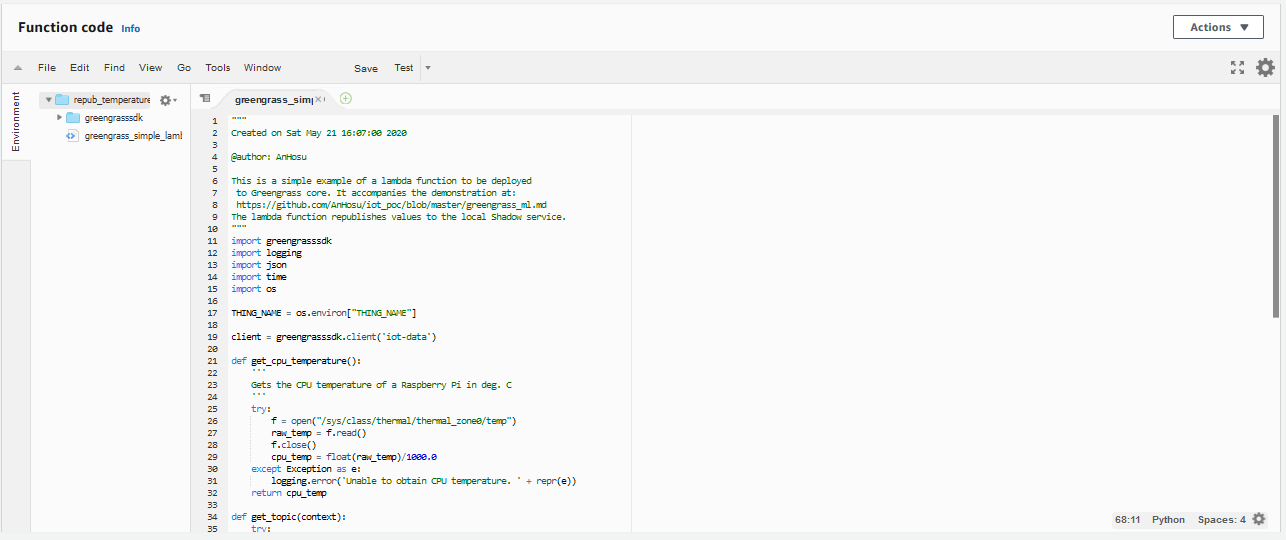 Function code Info
Actions
File Edit Find View Go Tools Window Save Test
Environment
repub_temperature
greengrasssdk
greengrass_simple_lamb
greengrass_simp
1 """
2 Created on Sat May 21 16:07:00 2020
3
4 @author: AnHosu
5
6 This is a simple example of a lambda function to be deployed
7 to Greengrass core. It accompanies the demonstration at:
8 https://github.com/AnHosu/iot_poc/blob/master/greengrass_ml.md
9 The lambda function republishes values to the local Shadow service.
10 """
11 import greengrasssdk
12 import logging
13 import json
14 import time
15 import os
16
17 THING_NAME = os.environ["THING_NAME"]
18
19 client = greengrasssdk.client('iot-data')
20
21 def get_cpu_temperature():
22 '''
23 Gets the CPU temperature of a Raspberry Pi in deg. C
24 '''
25 try:
26 f = open("/sys/class/thermal/thermal_zone0/temp")
27 raw_temp = f.read()
28 f.close()
29 cpu_temp = float(raw_temp)/1000.0
30 except Exception as e:
31 logging.error('Unable to obtain CPU temperature. ' + repr(e))
32 return cpu_temp
33
34 def get_topic(context):
35 try:
68:11 Python Spaces: 4